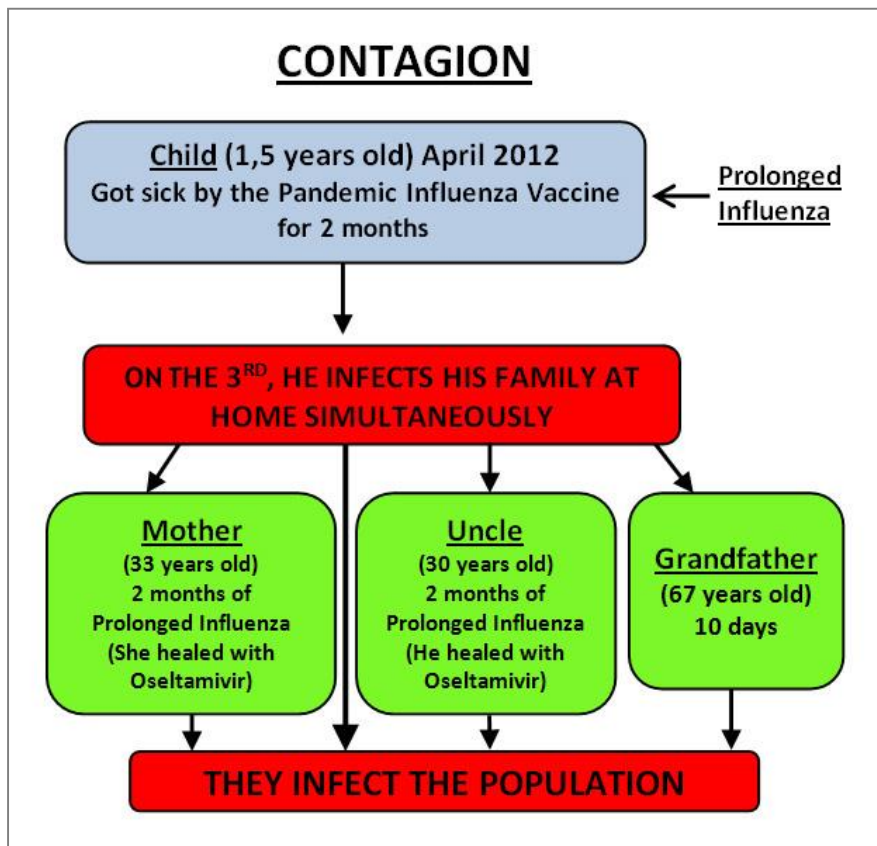 CONTAGION
Child (1,5 years old) April 2012
Got sick by the Pandemic Influenza Vaccine
for 2 months
Prolonged
Influenza
ON THE 3RD, HE INFECTS HIS FAMILY AT
HOME SIMULTANEOUSLY
Mother
(33 years old)
2 months of
Prolonged Influenza
(She healed with
Oseltamivir)
Uncle
(30 years old)
2 months of
Prolonged Influenza
(He healed with
Oseltamivir)
Grandfather
(67 years old)
10 days
THEY INFECT THE POPULATION